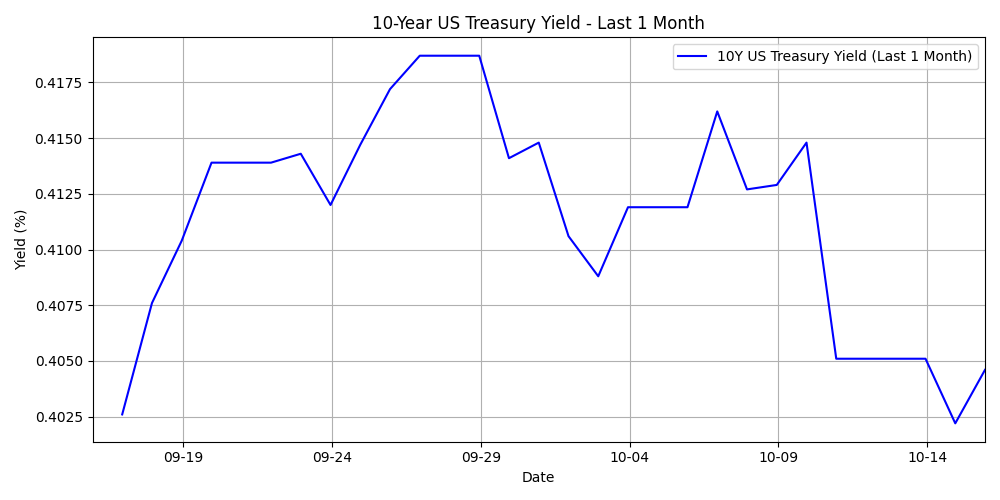 10-Year US Treasury Yield - Last 1 Month
10Y US Treasury Yield (Last 1 Month)
Yield (%)
0.4175
0.4150
0.4125
0.4100
0.4075
0.4050
0.4025
09-19 09-24 09-29 10-04 10-09 10-14
Date